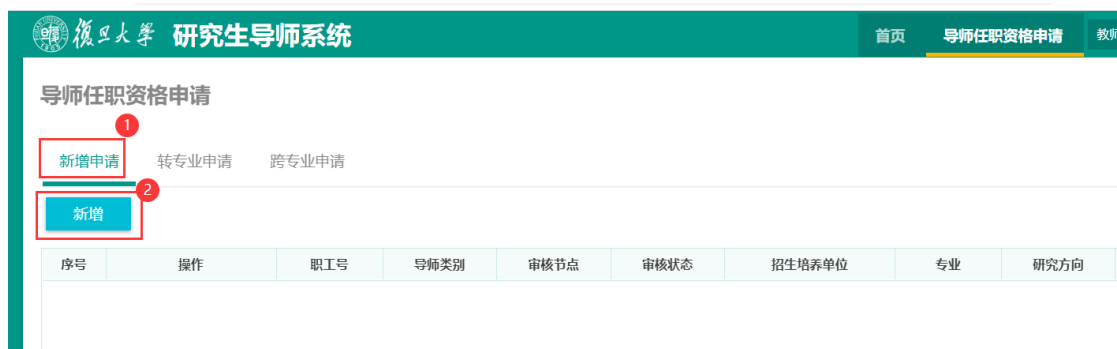 復旦大學 研究生导师系统 首页 导师任职资格申请 教师
导师任职资格申请
1
新增申请 转专业申请 跨专业申请
2
新增
序号 操作 职工号 导师类别 审核节点 审核状态 招生培养单位 专业 研究方向